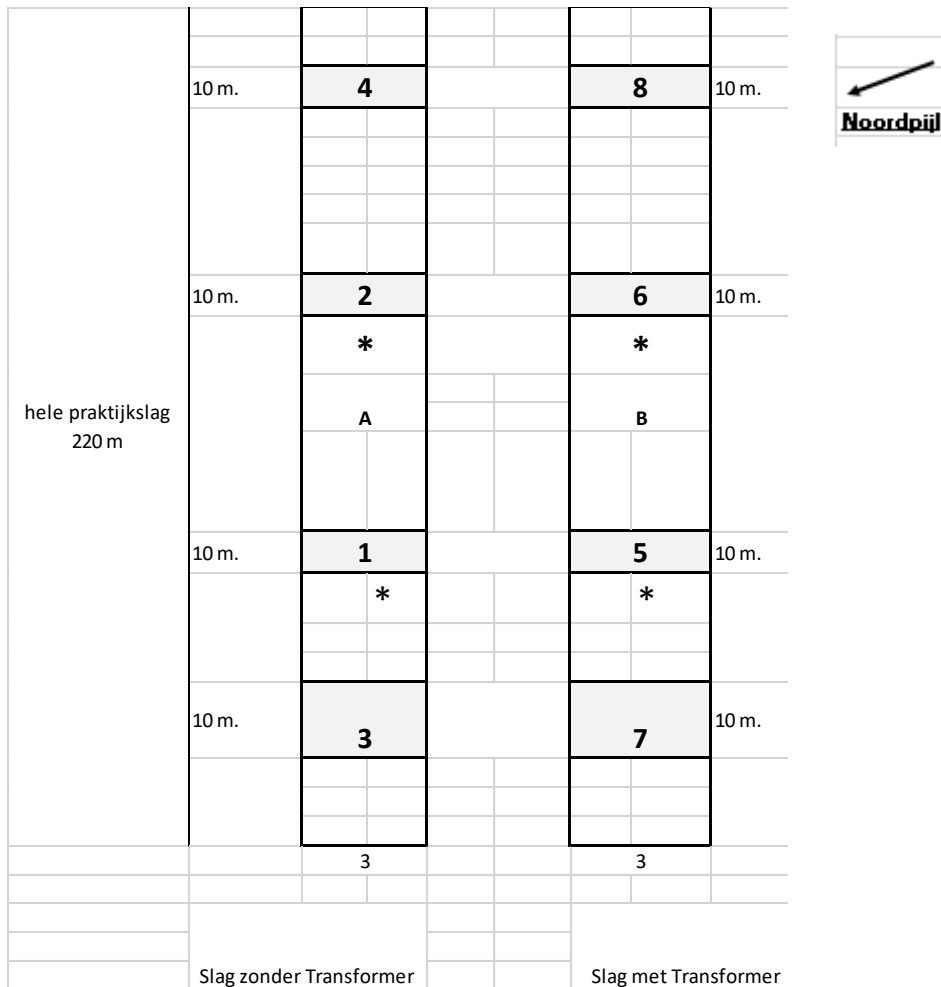 10 m. 4 8 10 m.
Noordpijl
10 m. 2 6 10 m.
* *
hele praktijkslag
220 m
A B
10 m. 1 5 10 m.
* *
10 m. 3 7 10 m.
3 3
Slag zonder Transformer Slag met Transformer